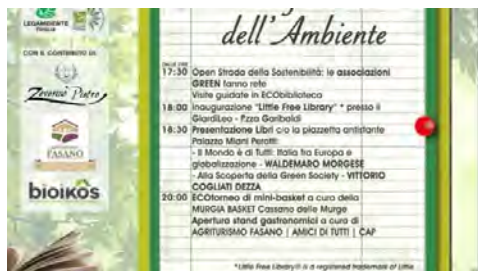 LEGAMBIENTE
PUGLIA
CON IL CONTRIBUTO DI:
Zeverino Pietro
FASANO
bioikos
dell'Ambiente
DALLE ORE
17:30 Open Strada della Sostenibilità: le associazioni
GREEN fanno rete
Visite guidate in ECObiblioteca
18:00 Inaugurazione "Little Free Library" * presso il
GiardiLeo - P.zza Garibaldi
18:30 Presentazione Libri c/o la piazzetta antistante
Palazzo Miani Perotti:
- Il Mondo è di Tutti: Italia fra Europa e
globalizzazione - WALDEMARO MORGESE
- Alla Scoperta della Green Society - VITTORIO
COGLIATI DEZZA
20:00 ECOtorneo di mini-basket a cura della
MURGIA BASKET Cassano delle Murge
Apertura stand gastronomici a cura di
AGRITURISMO FASANO | AMICI DI TUTTI | CAP
*Little Free Library® is a registered trademark of Little